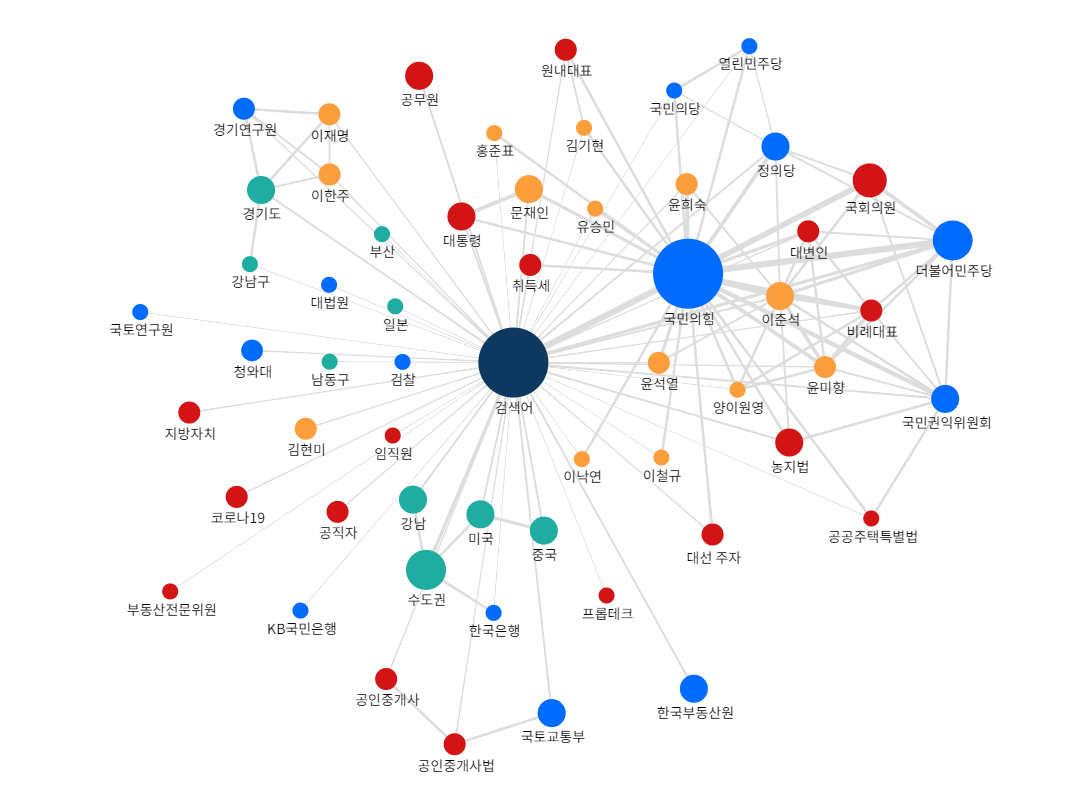 열린민주당
원내대표
공무원
국민의당
경기연구원
이재명
홍준표
김기현
정의당
이한주
경기도
문재인
유승민
윤희숙
국회의원
대통령
부산
대변인
더불어민주당
강남구
취득세
대법원
일본
국민의힘
이준석
비례대표
국토연구원
청와대
남동구
검찰
검색어
윤석열
양이원영
윤미향
지방자치
김현미
임직원
국민권익위원회
이낙연
이철규
농지법
코로나19
공직자
강남
미국
중국
대선 주자
공공주택특별법
수도권
부동산전문위원
KB국민은행
한국은행
프롭테크
공인중개사
국토교통부
한국부동산원
공인중개사법